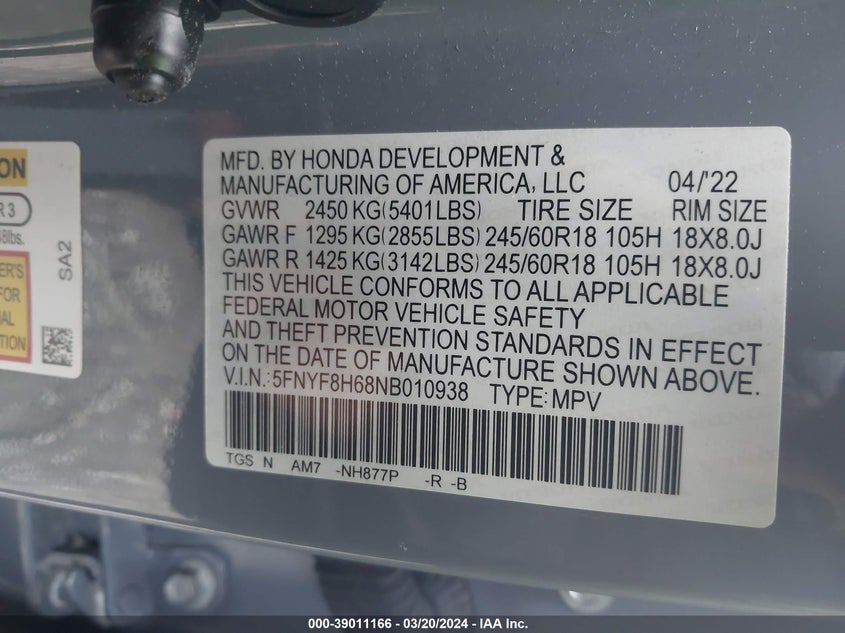 MFD. BY HONDA DEVELOPMENT &
MANUFACTURING OF AMERICA, LLC 04/'22
GVWR 2450 KG(5401LBS) TIRE SIZE RIM SIZE
GAWR F 1295 KG(2855LBS) 245/60R18 105H 18X8.0J
GAWR R 1425 KG(3142LBS) 245/60R18 105H 18X8.0J
THIS VEHICLE CONFORMS TO ALL APPLICABLE
FEDERAL MOTOR VEHICLE SAFETY
AND THEFT PREVENTION STANDARDS IN EFFECT
ON THE DATE OF MANUFACTURE SHOWN ABOVE.
V.I.N.: 5FNYF8H68NB010938 TYPE: MPV
TGS N AM7 -NH877P -R -B
SA2
FOR
000-39011166 - 03/20/2024 - IAA Inc.